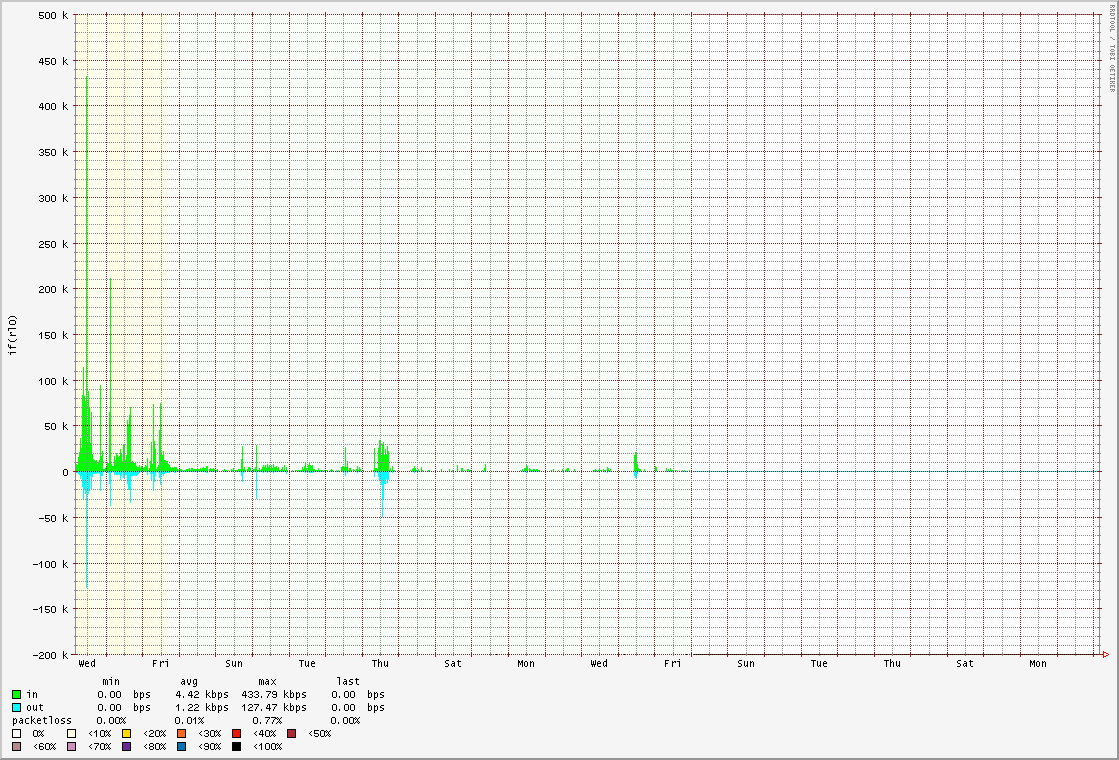 RRDTOOL / TOBI OETIKER
if(rl0)
500 k
450 k
400 k
350 k
300 k
250 k
200 k
150 k
100 k
50 k
0
-50 k
-100 k
-150 k
-200 k
Wed Fri Sun Tue Thu Sat Mon Wed Fri Sun Tue Thu Sat Mon
min avg max last
in 0.00 bps 4.42 kbps 433.79 kbps 0.00 bps
out 0.00 bps 1.22 kbps 127.47 kbps 0.00 bps
packetloss 0.00% 0.01% 0.77% 0.00%
0% <10% <20% <30% <40% <50%
<60% <70% <80% <90% <100%